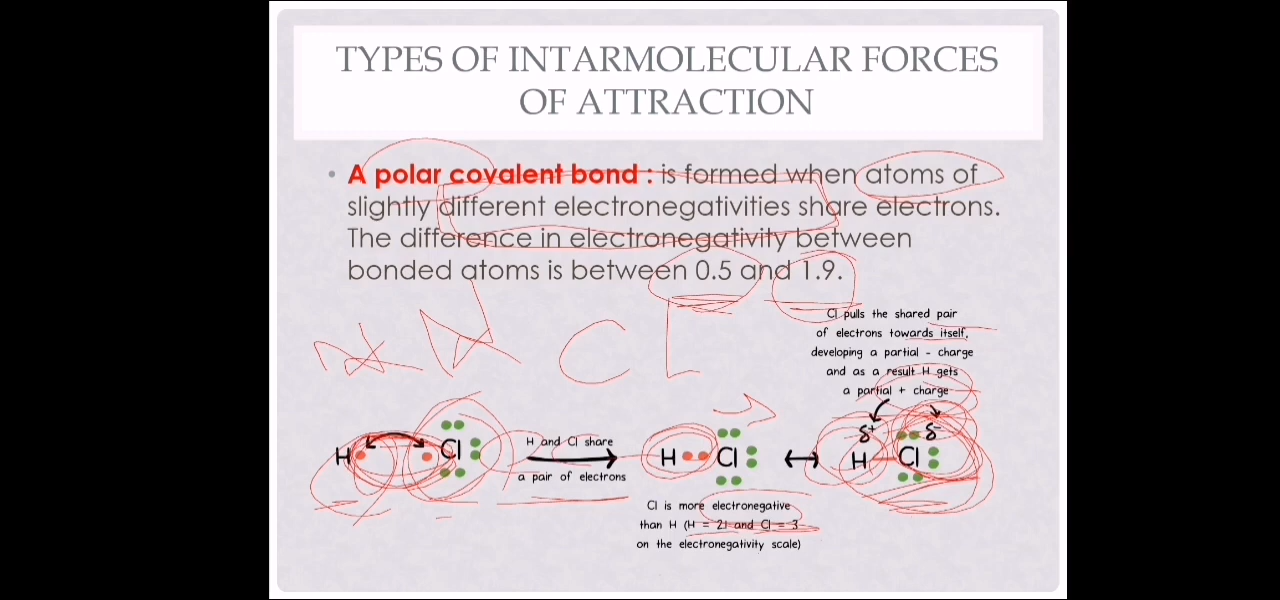 TYPES OF INTARMOLECULAR FORCES
OF ATTRACTION
• A polar covalent bond : is formed when atoms of
slightly different electronegativities share electrons.
The difference in electronegativity between
bonded atoms is between 0.5 and 1.9.
Cl pulls the shared pair
of electrons towards itself,
developing a partial - charge
and as a result H gets
a partial + charge
N Cl
H Cl
H and Cl share
a pair of electrons
H Cl
δ+ δ-
H Cl
Cl is more electronegative
than H (H = 2.1 and Cl = 3
on the electronegativity scale)